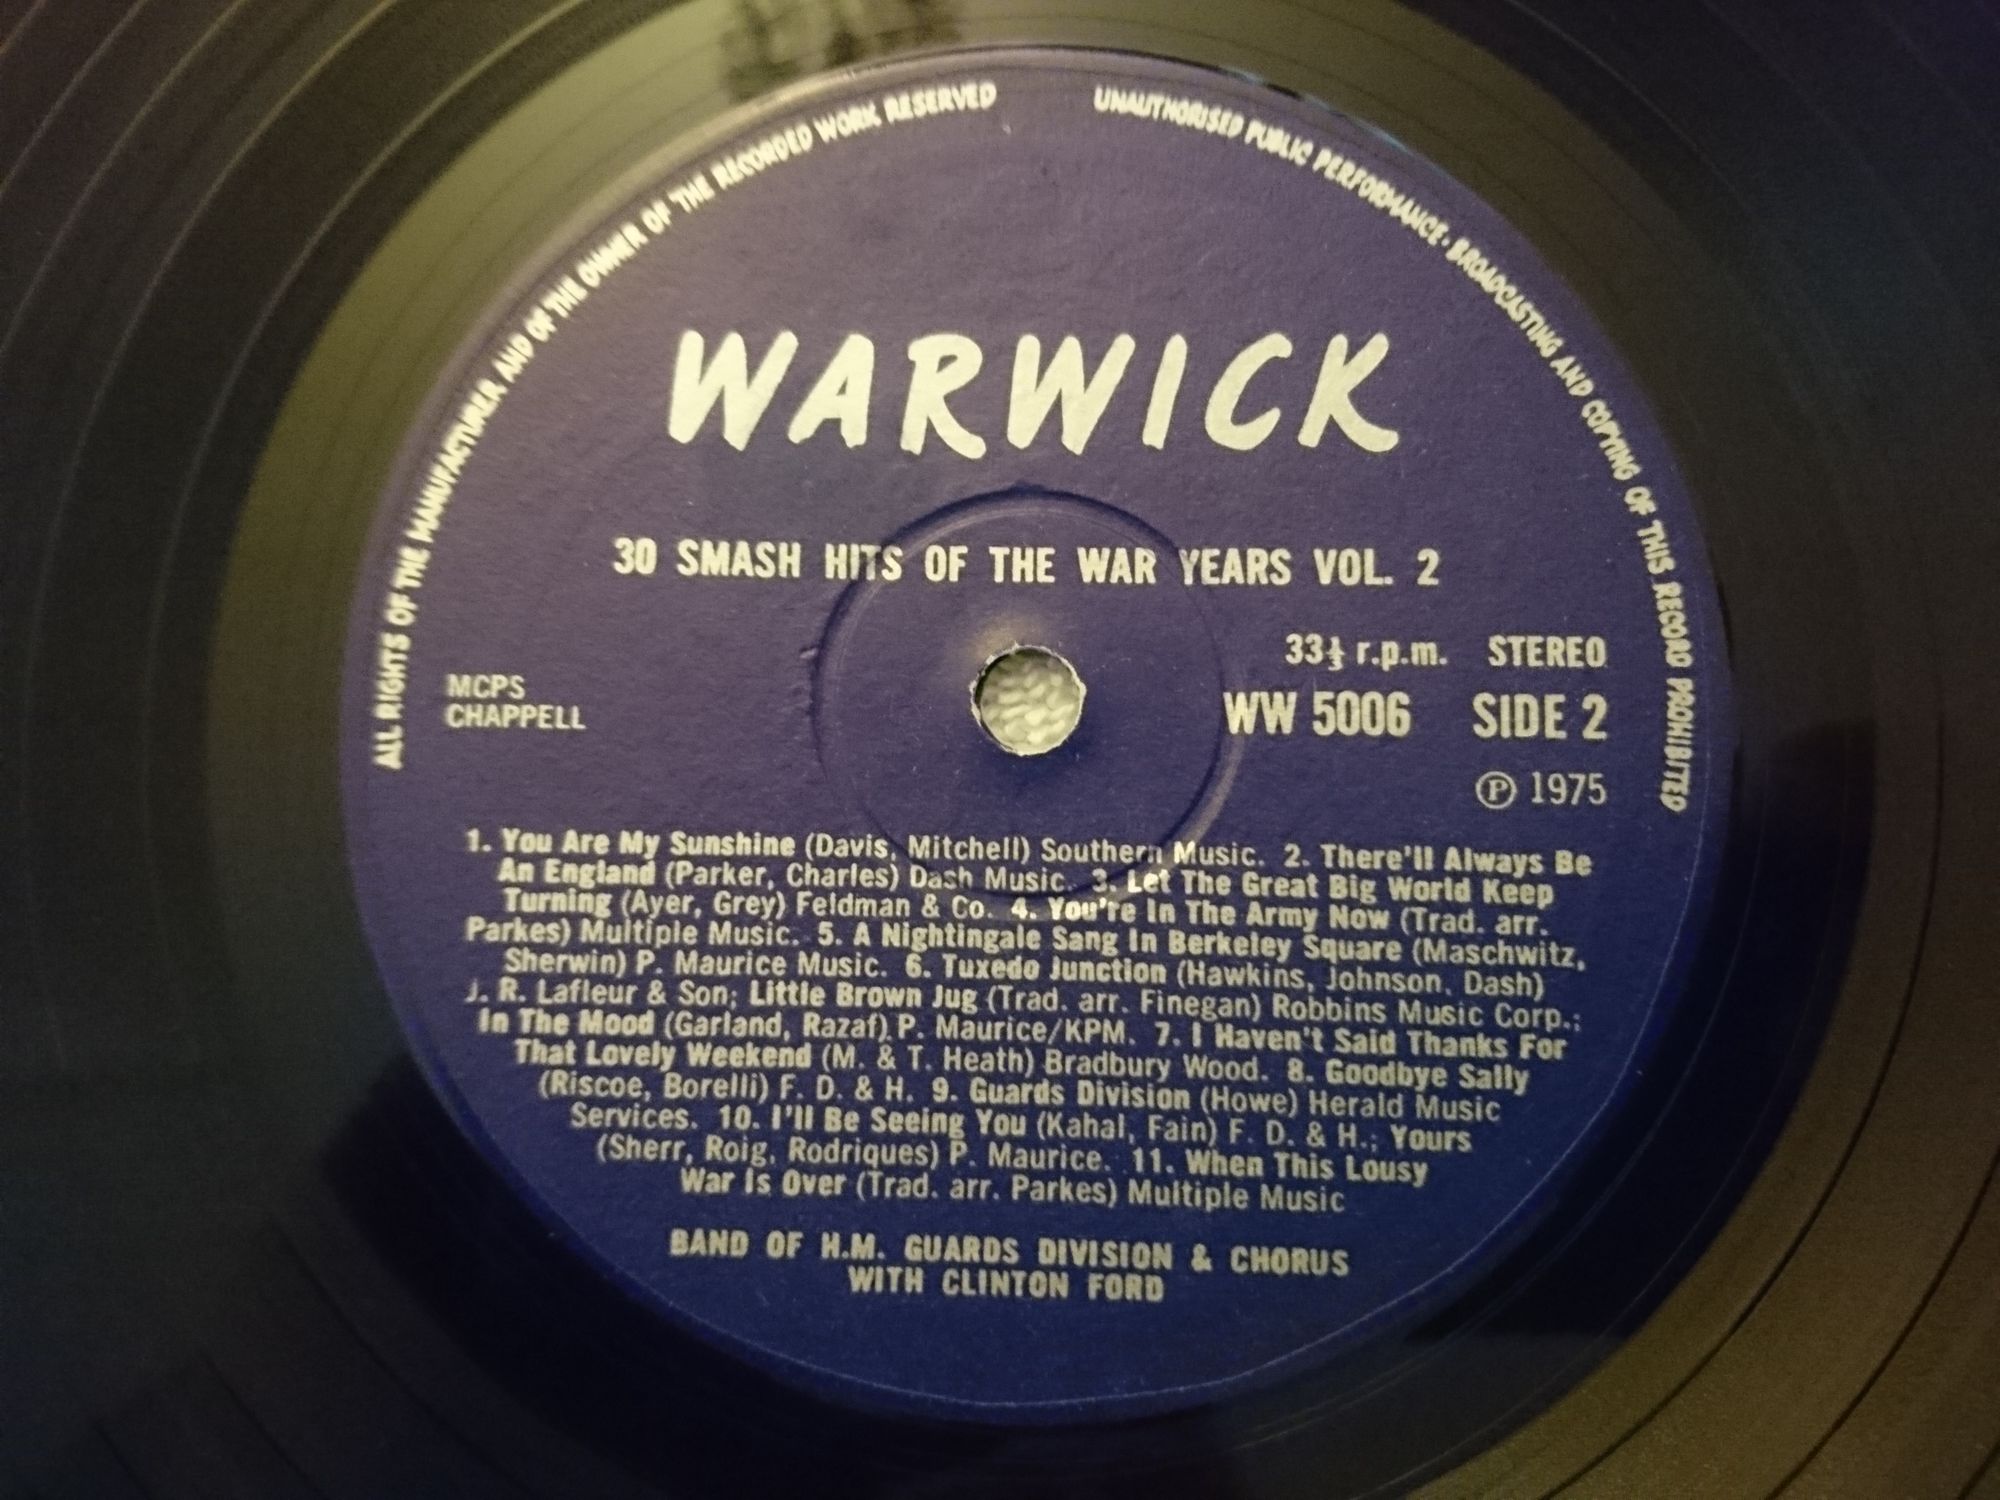 ALL RIGHTS OF THE MANUFACTURER AND OF THE OWNER OF THE RECORDED WORK RESERVED
UNAUTHORISED PUBLIC PERFORMANCE · BROADCASTING AND COPYING OF THIS RECORD PROHIBITED
WARWICK
30 SMASH HITS OF THE WAR YEARS VOL. 2
33⅓ r.p.m. STEREO
MCPS
CHAPPELL
WW 5006 SIDE 2
℗ 1975
1. You Are My Sunshine (Davis, Mitchell) Southern Music. 2. There'll Always Be
An England (Parker, Charles) Dash Music. 3. Let The Great Big World Keep
Turning (Ayer, Grey) Feldman & Co. 4. You're In The Army Now (Trad. arr.
Parkes) Multiple Music. 5. A Nightingale Sang In Berkeley Square (Maschwitz,
Sherwin) P. Maurice Music. 6. Tuxedo Junction (Hawkins, Johnson, Dash)
J. R. Lafleur & Son; Little Brown Jug (Trad. arr. Finegan) Robbins Music Corp.;
In The Mood (Garland, Razaf) P. Maurice/KPM. 7. I Haven't Said Thanks For
That Lovely Weekend (M. & T. Heath) Bradbury Wood. 8. Goodbye Sally
(Riscoe, Borelli) F. D. & H. 9. Guards Division (Howe) Herald Music
Services. 10. I'll Be Seeing You (Kahal, Fain) F. D. & H.; Yours
(Sherr, Roig, Rodriques) P. Maurice. 11. When This Lousy
War Is Over (Trad. arr. Parkes) Multiple Music
BAND OF H.M. GUARDS DIVISION & CHORUS
WITH CLINTON FORD